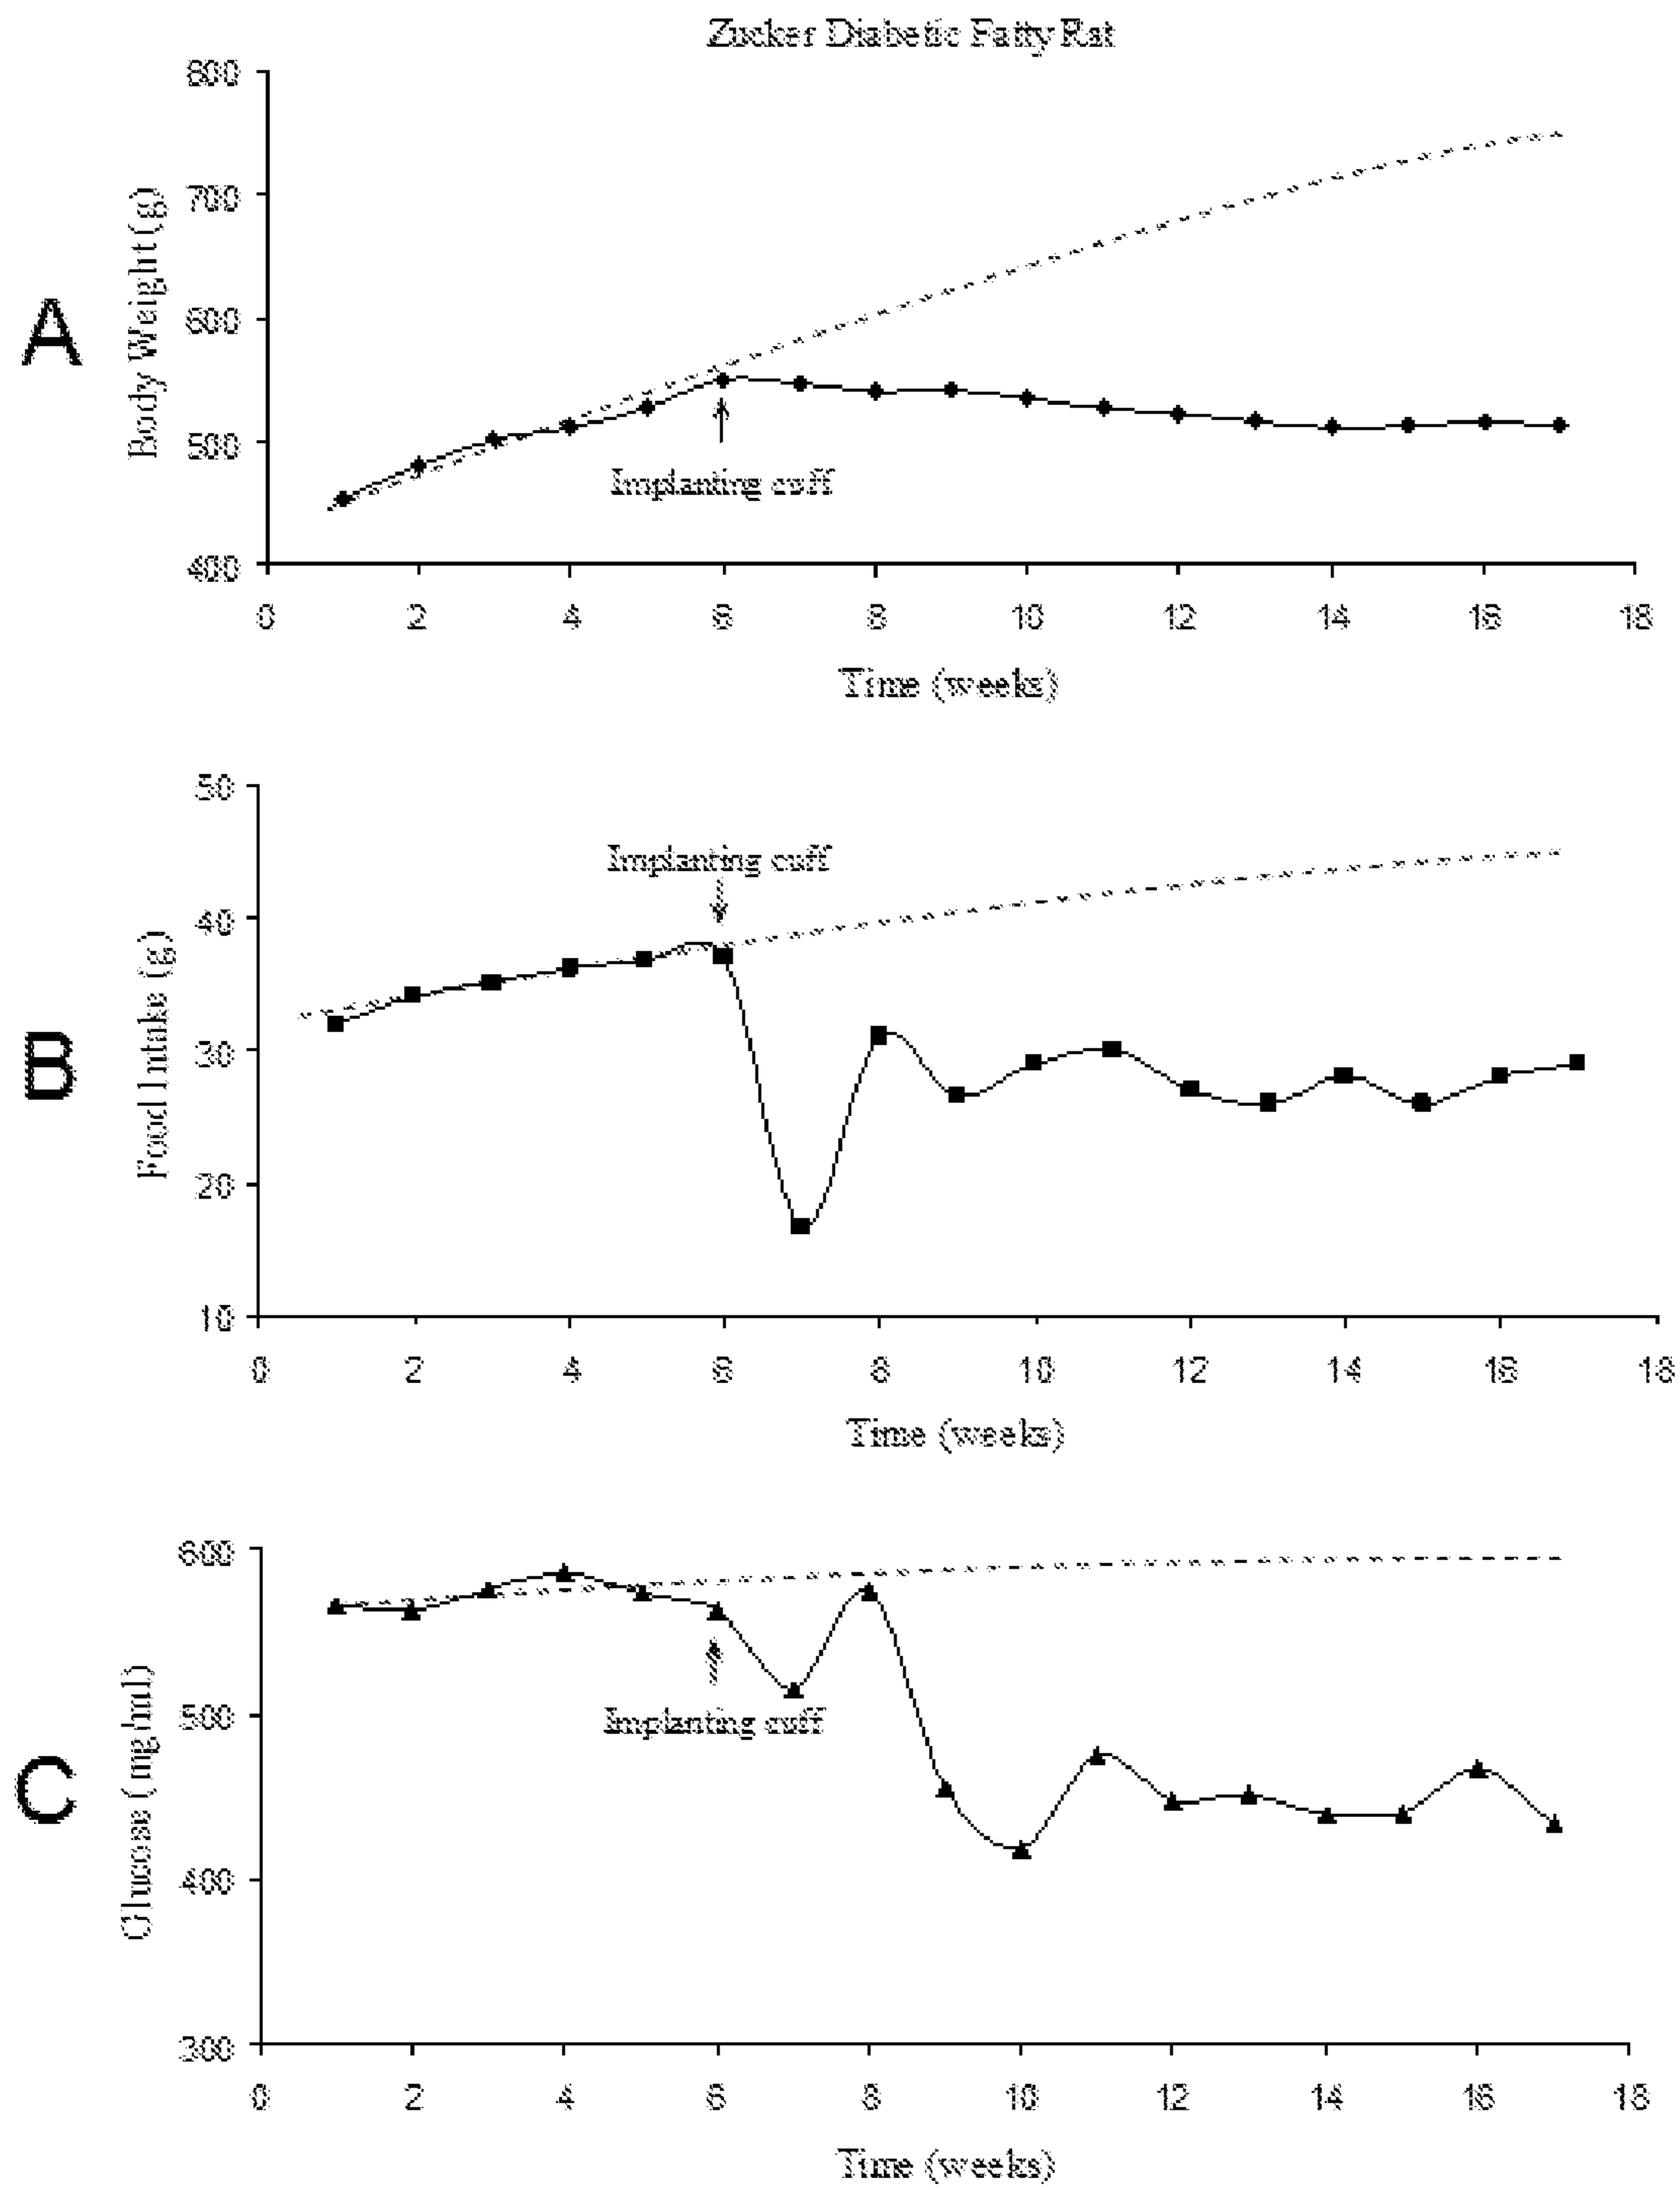 Zucker Diabetic Fatty Rat
A
Body Weight (g)
800
700
600
500
400
Implanting cuff
0 2 4 6 8 10 12 14 16 18
Time (weeks)
B
Food Intake (g)
50
40
30
20
10
Implanting cuff
0 2 4 6 8 10 12 14 16 18
Time (weeks)
C
Glucose (mg/ml)
600
500
400
300
Implanting cuff
0 2 4 6 8 10 12 14 16 18
Time (weeks)